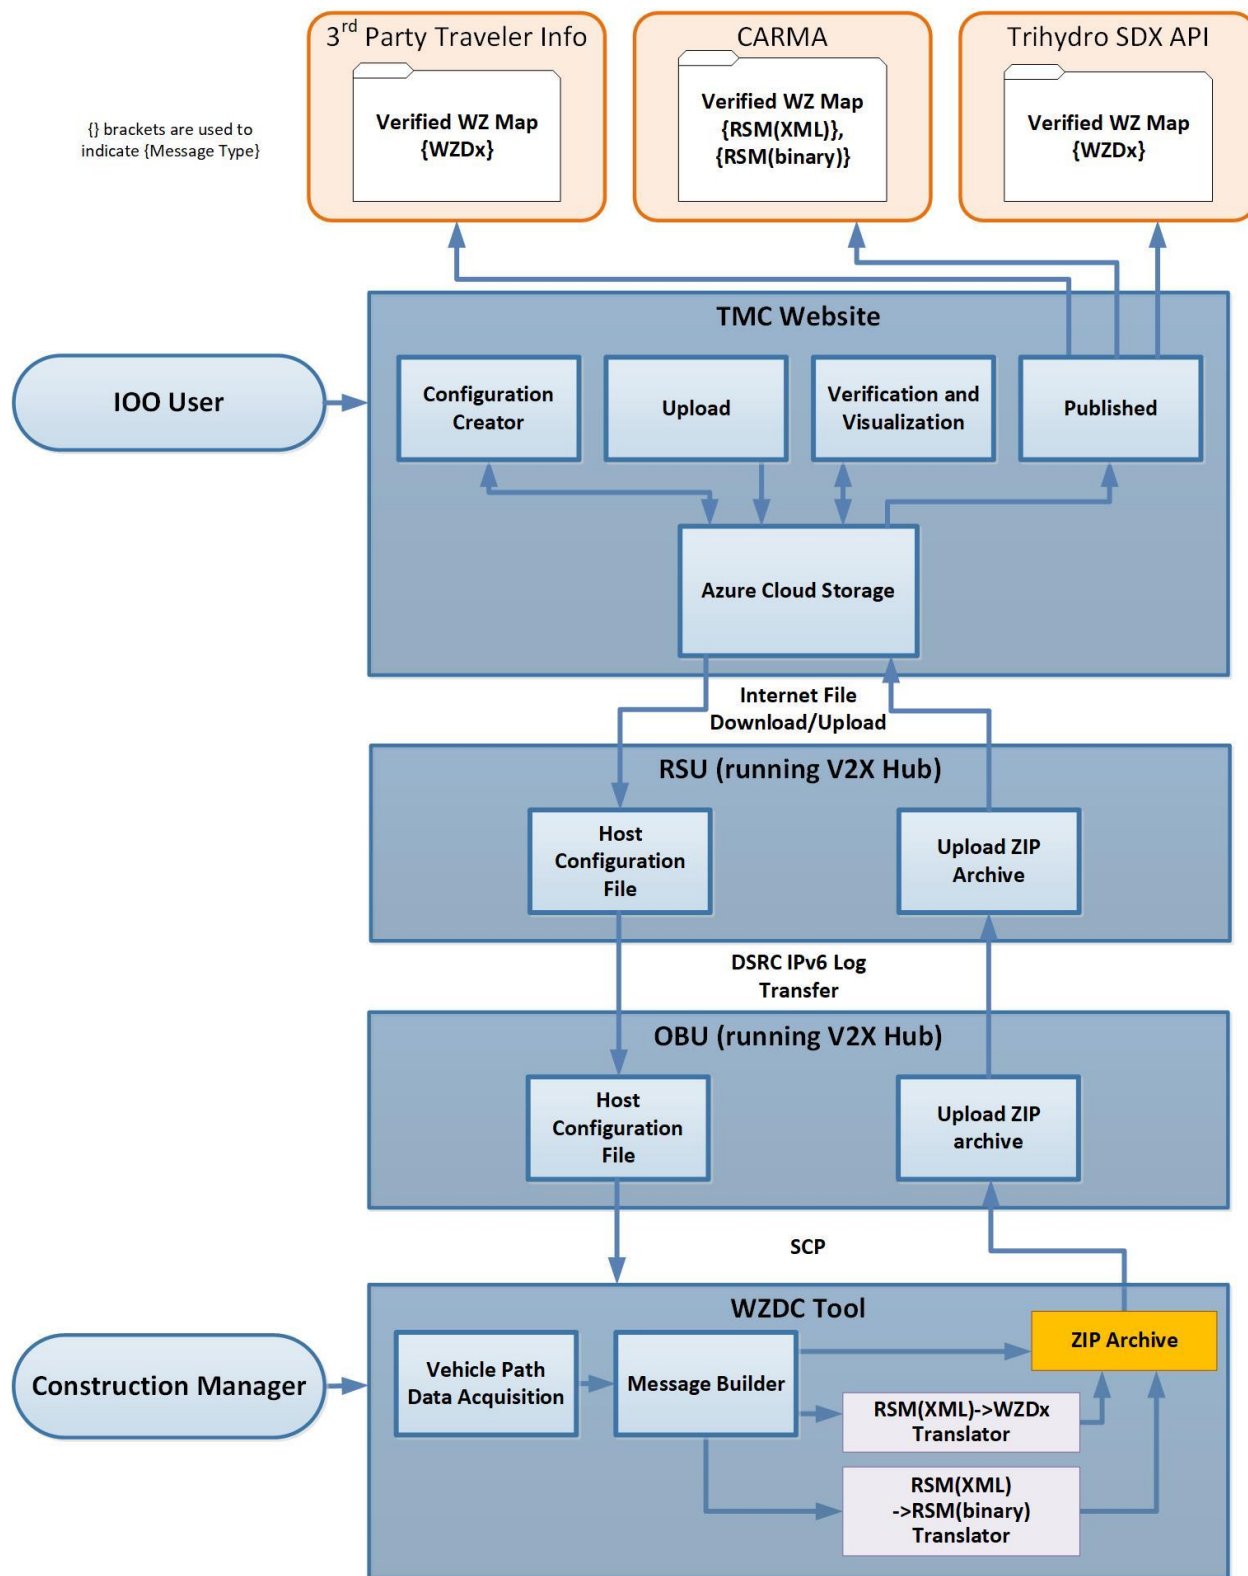 3rd Party Traveler Info
Verified WZ Map
{WZDx}
CARMA
Verified WZ Map
{RSM(XML)},
{RSM(binary)}
Trihydro SDX API
Verified WZ Map
{WZDx}
{} brackets are used to
indicate {Message Type}
TMC Website
IOO User
Configuration
Creator
Upload
Verification and
Visualization
Published
Azure Cloud Storage
Internet File
Download/Upload
RSU (running V2X Hub)
Host
Configuration
File
Upload ZIP
Archive
DSRC IPv6 Log
Transfer
OBU (running V2X Hub)
Host
Configuration
File
Upload ZIP
archive
SCP
WZDC Tool
Construction Manager
Vehicle Path
Data Acquisition
Message Builder
ZIP Archive
RSM(XML)->WZDx
Translator
RSM(XML)
->RSM(binary)
Translator